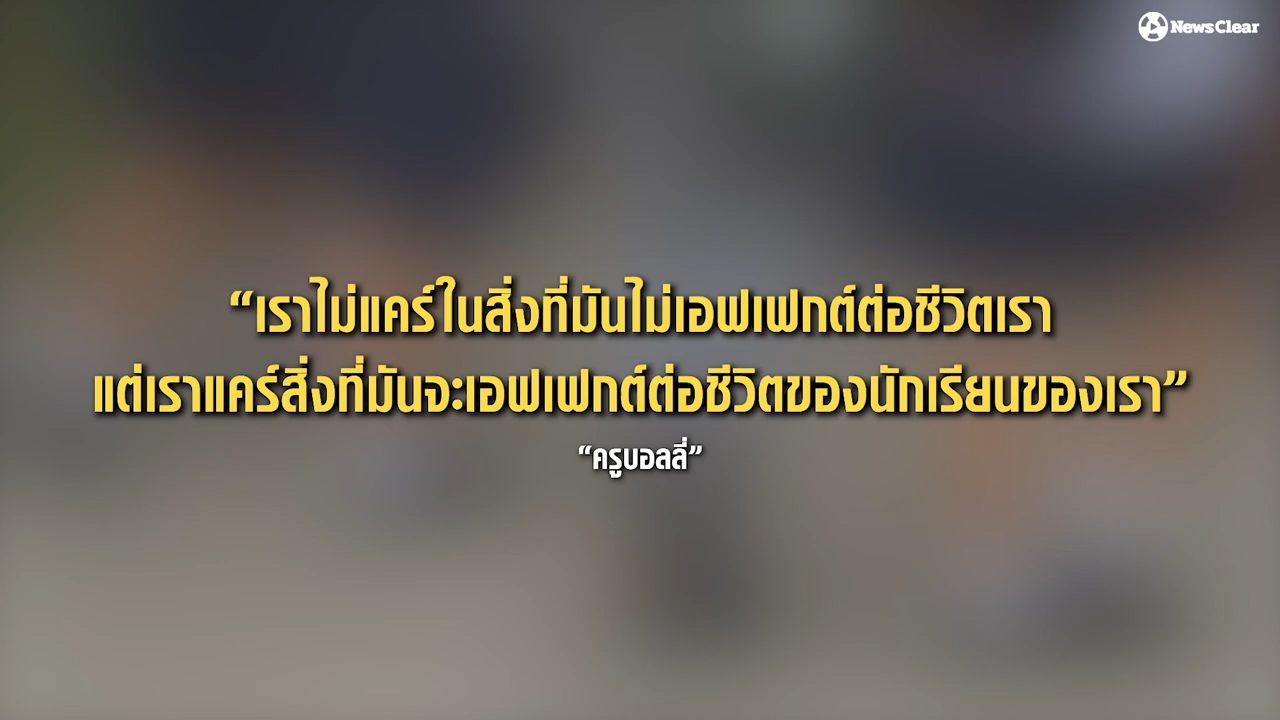 News Clear
“เราไม่แคร์ในสิ่งที่มันไม่เอฟเฟกต์ต่อชีวิตเรา
แต่เราแคร์สิ่งที่มันจะเอฟเฟกต์ต่อชีวิตของนักเรียนของเรา”
“ครูบอลลี่”